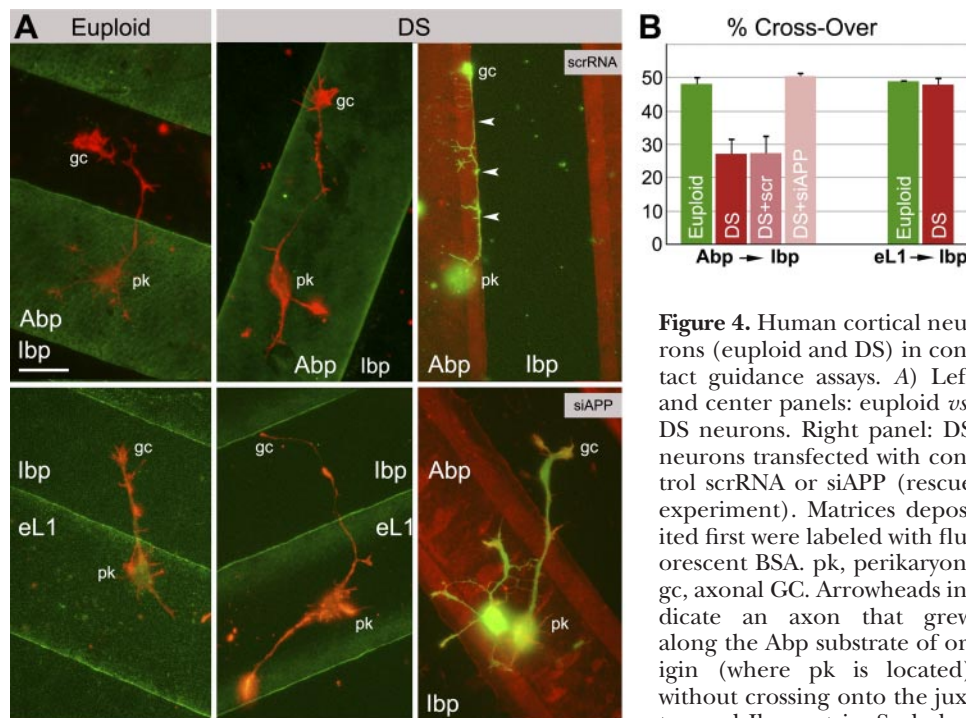 A
Euploid
DS
gc
pk
Abp
Ibp
gc
pk
Abp
Ibp
scrRNA
gc
pk
Abp
Ibp
Ibp
eL1
gc
pk
gc
Ibp
eL1
pk
siAPP
gc
Abp
pk
Ibp
B
% Cross-Over
50
40
30
20
10
0
Euploid
DS
DS+scr
DS+siAPP
Euploid
DS
Abp → Ibp
eL1 → Ibp
Figure 4. Human cortical neu
rons (euploid and DS) in con
tact guidance assays. A) Left
and center panels: euploid vs
DS neurons. Right panel: DS
neurons transfected with con
trol scrRNA or siAPP (rescue
experiment). Matrices depos
ited first were labeled with flu
orescent BSA. pk, perikaryon
gc, axonal GC. Arrowheads in
dicate an axon that grew
along the Abp substrate of or
igin (where pk is located)
without crossing onto the jux